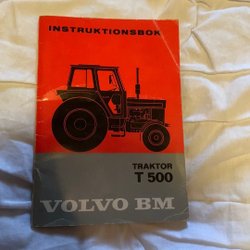 INSTRUKTIONSBOK
TRAKTOR
T 500
VOLVO BM